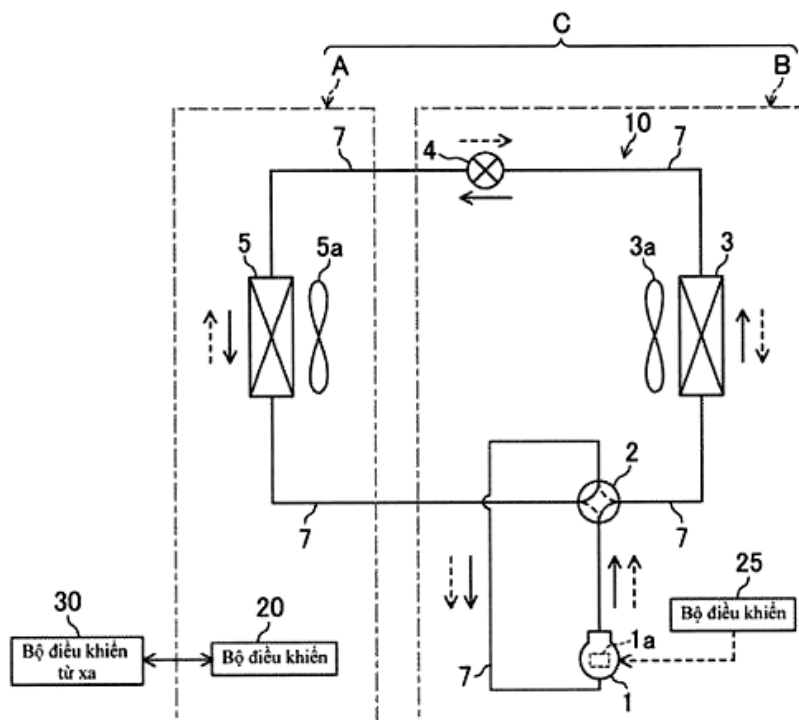 C
A
B
7
4
10
7
5
5a
3a
3
2
7
7
25
Bộ điều khiển
30
20
Bộ điều khiển
từ xa
Bộ điều khiển
1a
7
1